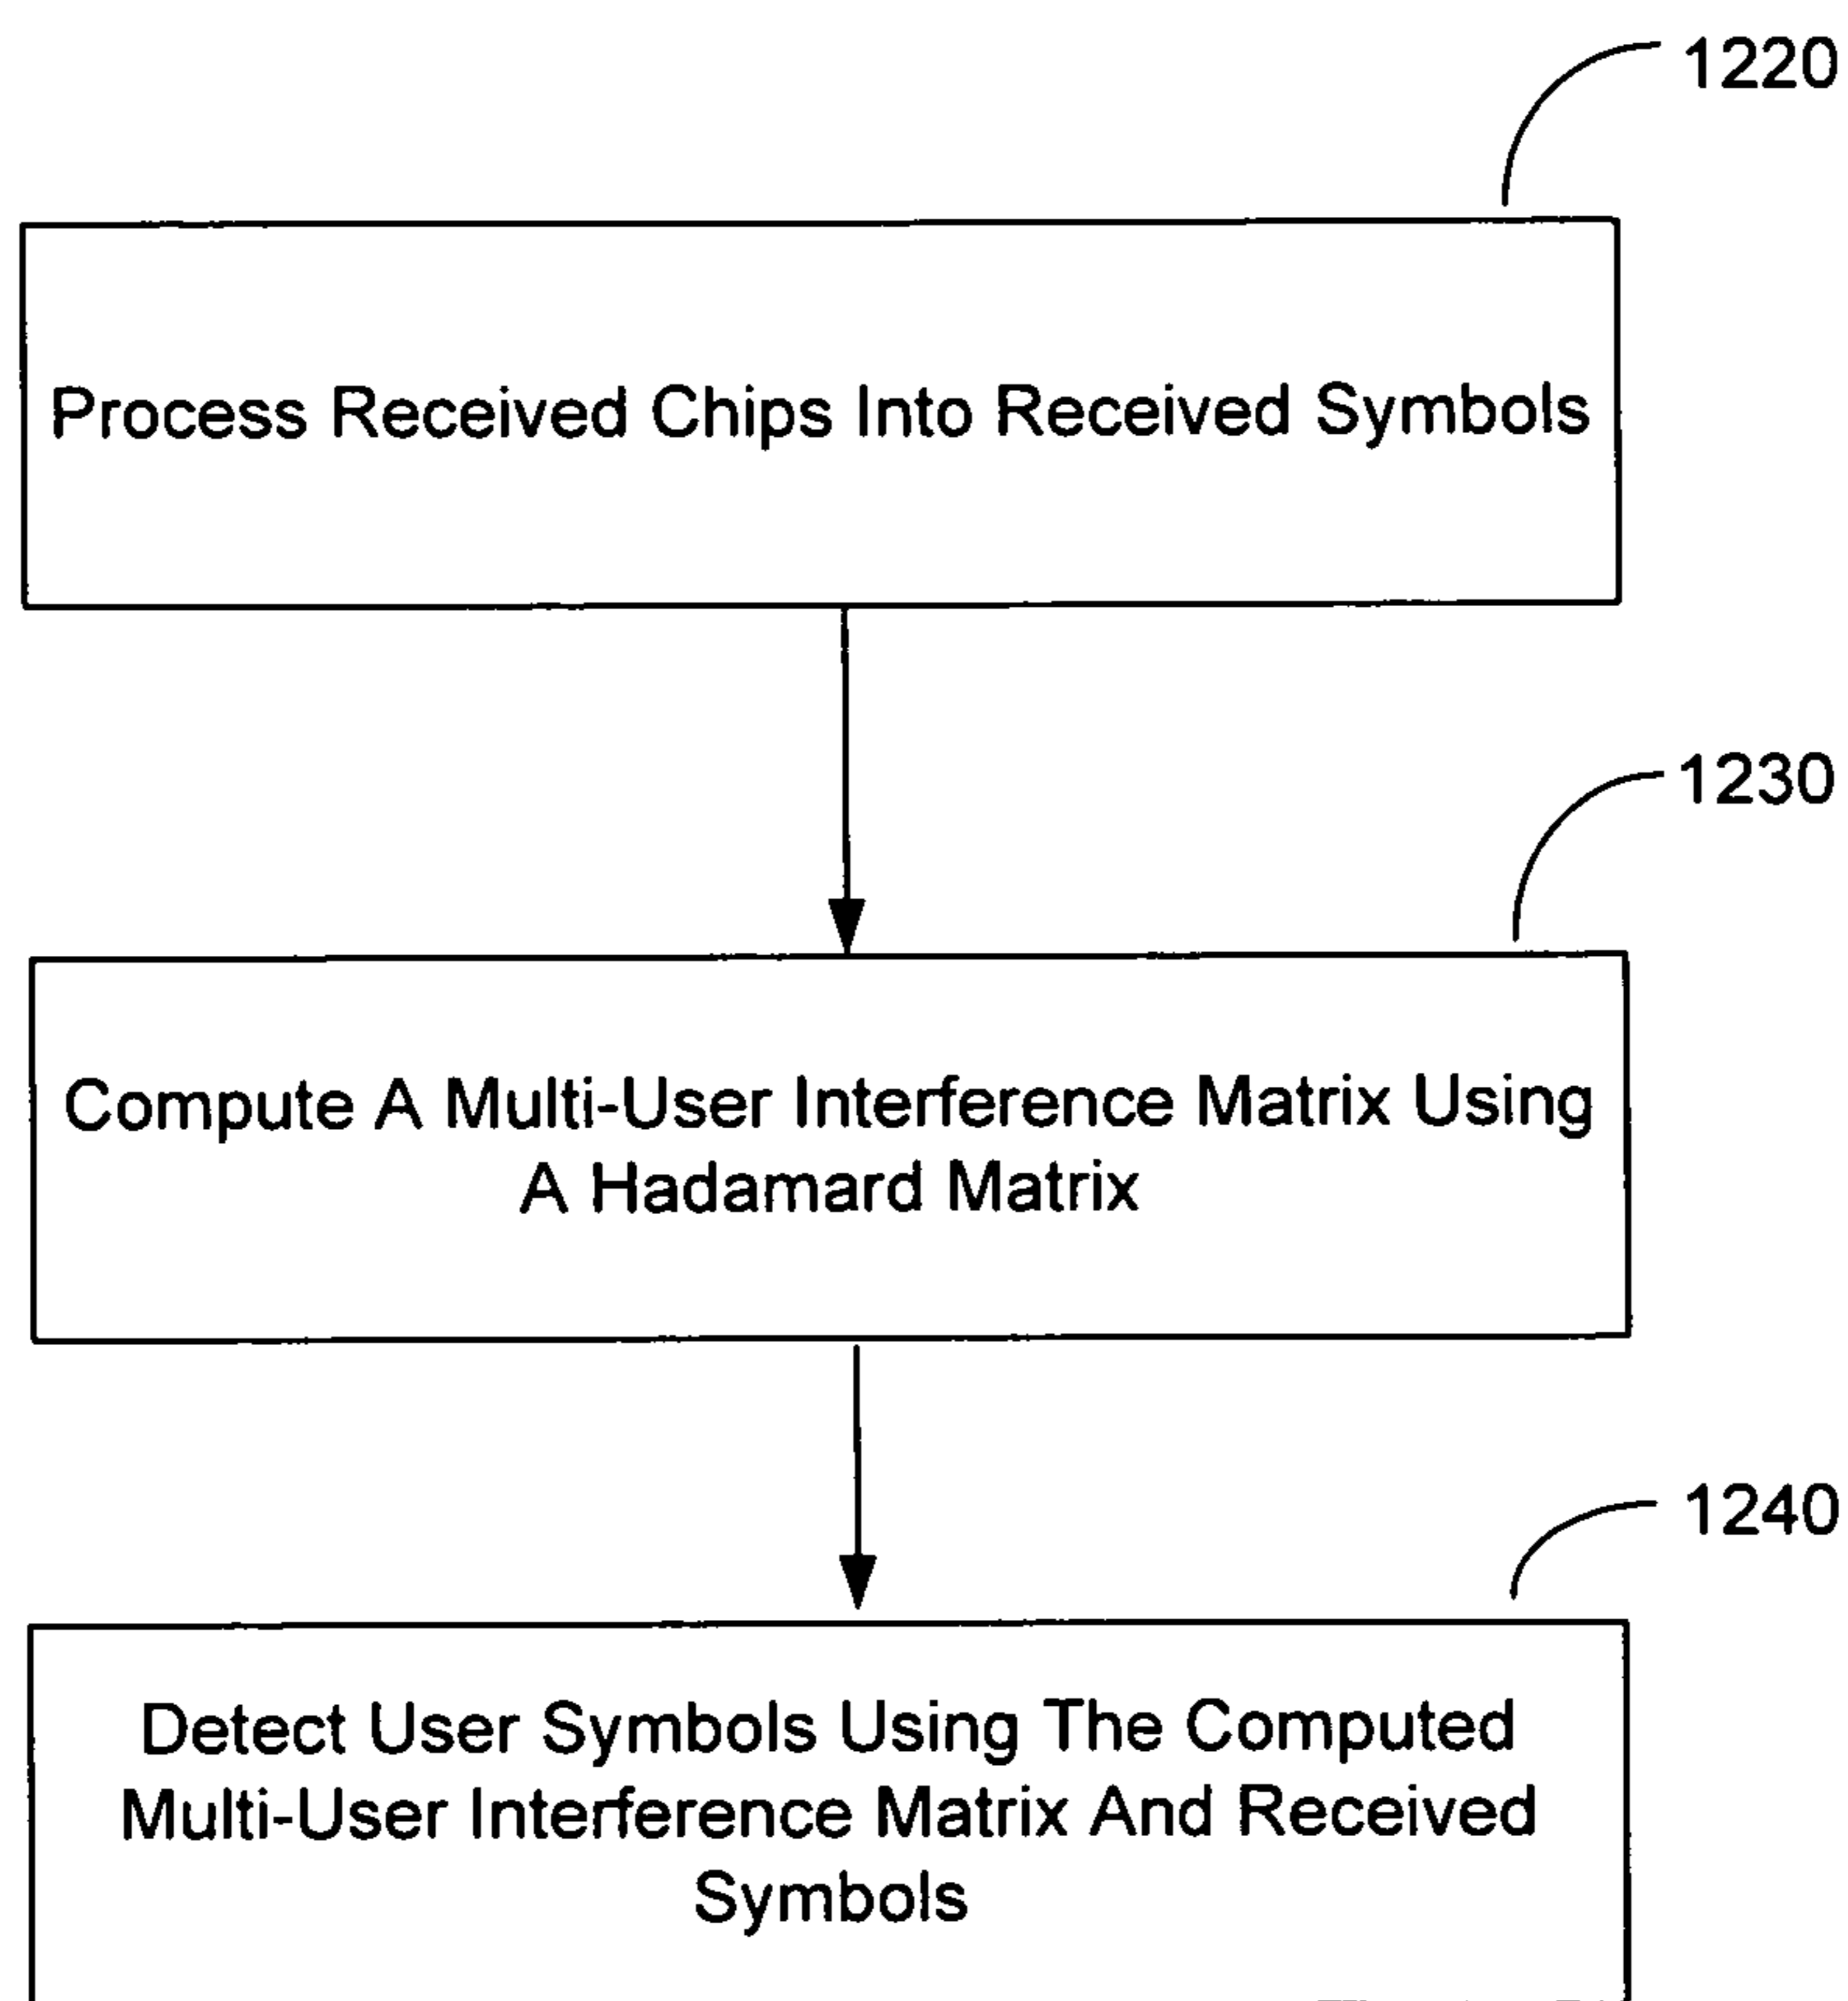 1220
Process Received Chips Into Received Symbols
1230
Compute A Multi-User Interference Matrix Using
A Hadamard Matrix
1240
Detect User Symbols Using The Computed
Multi-User Interference Matrix And Received
Symbols